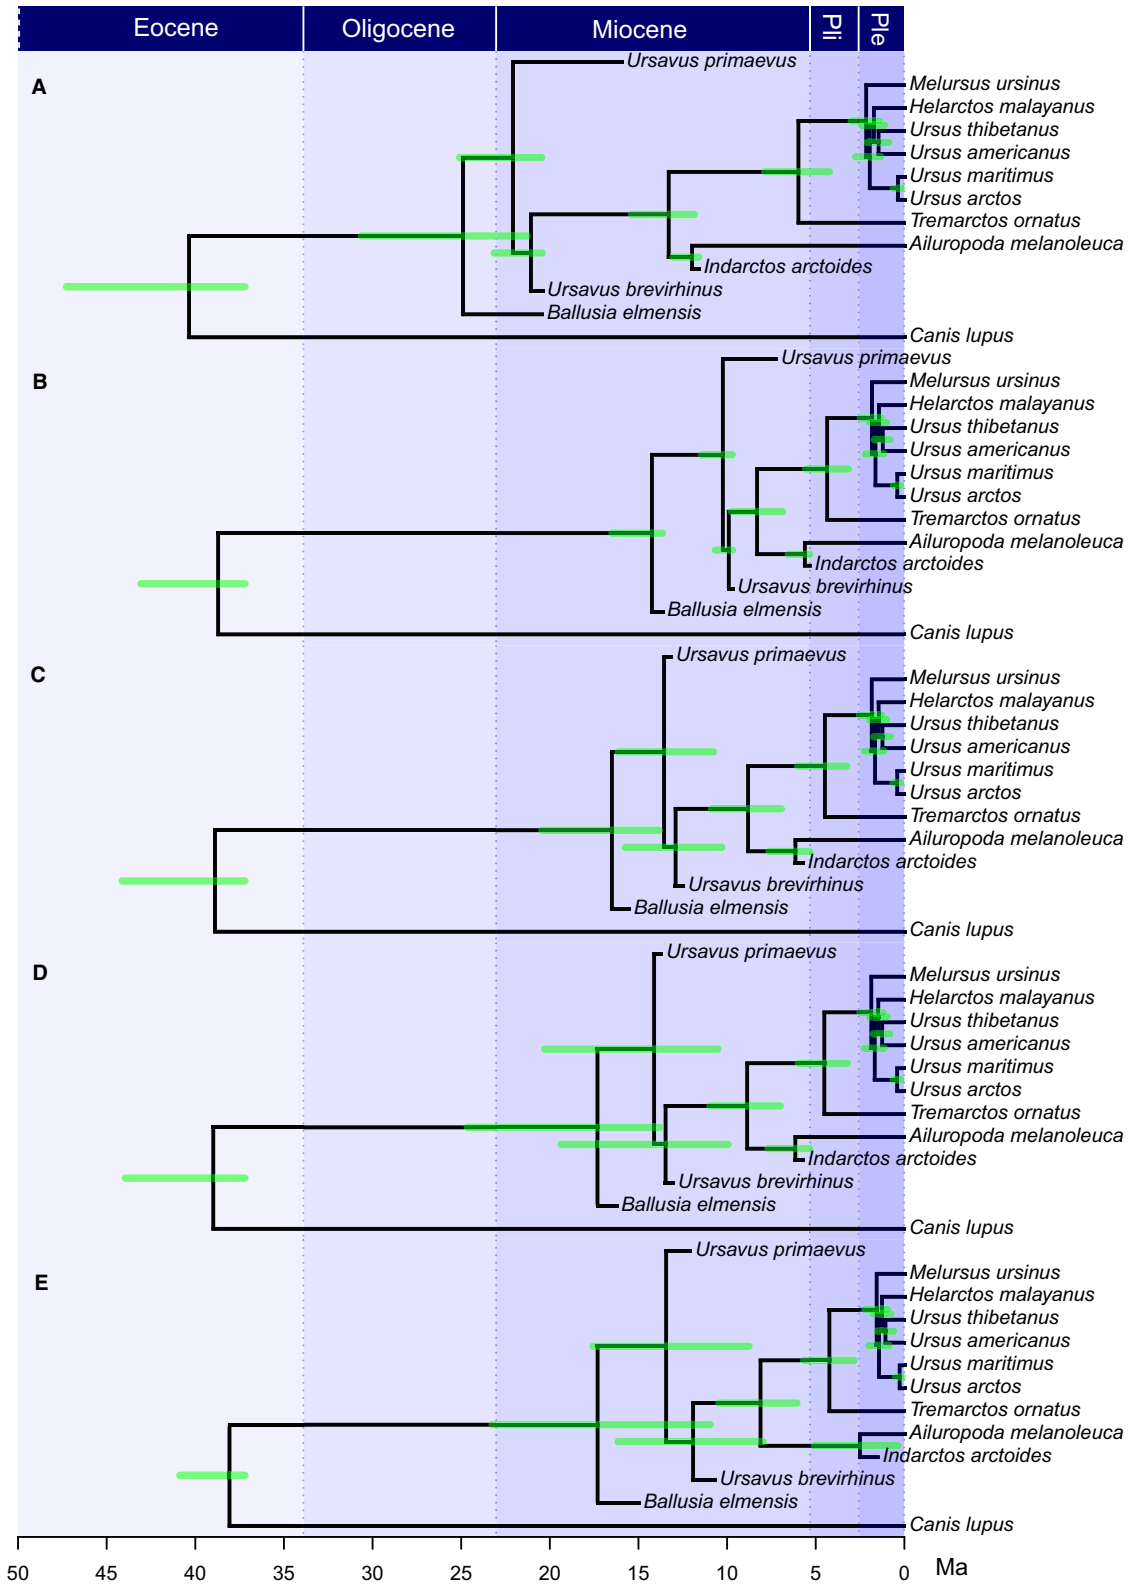 Eocene Oligocene Miocene Pli Ple
Ursavus primaevus
A
Melursus ursinus
Helarctos malayanus
Ursus thibetanus
Ursus americanus
Ursus maritimus
Ursus arctos
Tremarctos ornatus
Ailuropoda melanoleuca
Indarctos arctoides
Ursavus brevirhinus
Ballusia elmensis
Canis lupus
Ursavus primaevus
B
Melursus ursinus
Helarctos malayanus
Ursus thibetanus
Ursus americanus
Ursus maritimus
Ursus arctos
Tremarctos ornatus
Ailuropoda melanoleuca
Indarctos arctoides
Ursavus brevirhinus
Ballusia elmensis
Canis lupus
Ursavus primaevus
C
Melursus ursinus
Helarctos malayanus
Ursus thibetanus
Ursus americanus
Ursus maritimus
Ursus arctos
Tremarctos ornatus
Ailuropoda melanoleuca
Indarctos arctoides
Ursavus brevirhinus
Ballusia elmensis
Canis lupus
Ursavus primaevus
D
Melursus ursinus
Helarctos malayanus
Ursus thibetanus
Ursus americanus
Ursus maritimus
Ursus arctos
Tremarctos ornatus
Ailuropoda melanoleuca
Indarctos arctoides
Ursavus brevirhinus
Ballusia elmensis
Canis lupus
Ursavus primaevus
E
Melursus ursinus
Helarctos malayanus
Ursus thibetanus
Ursus americanus
Ursus maritimus
Ursus arctos
Tremarctos ornatus
Ailuropoda melanoleuca
Indarctos arctoides
Ursavus brevirhinus
Ballusia elmensis
Canis lupus
50 45 40 35 30 25 20 15 10 5 0 Ma